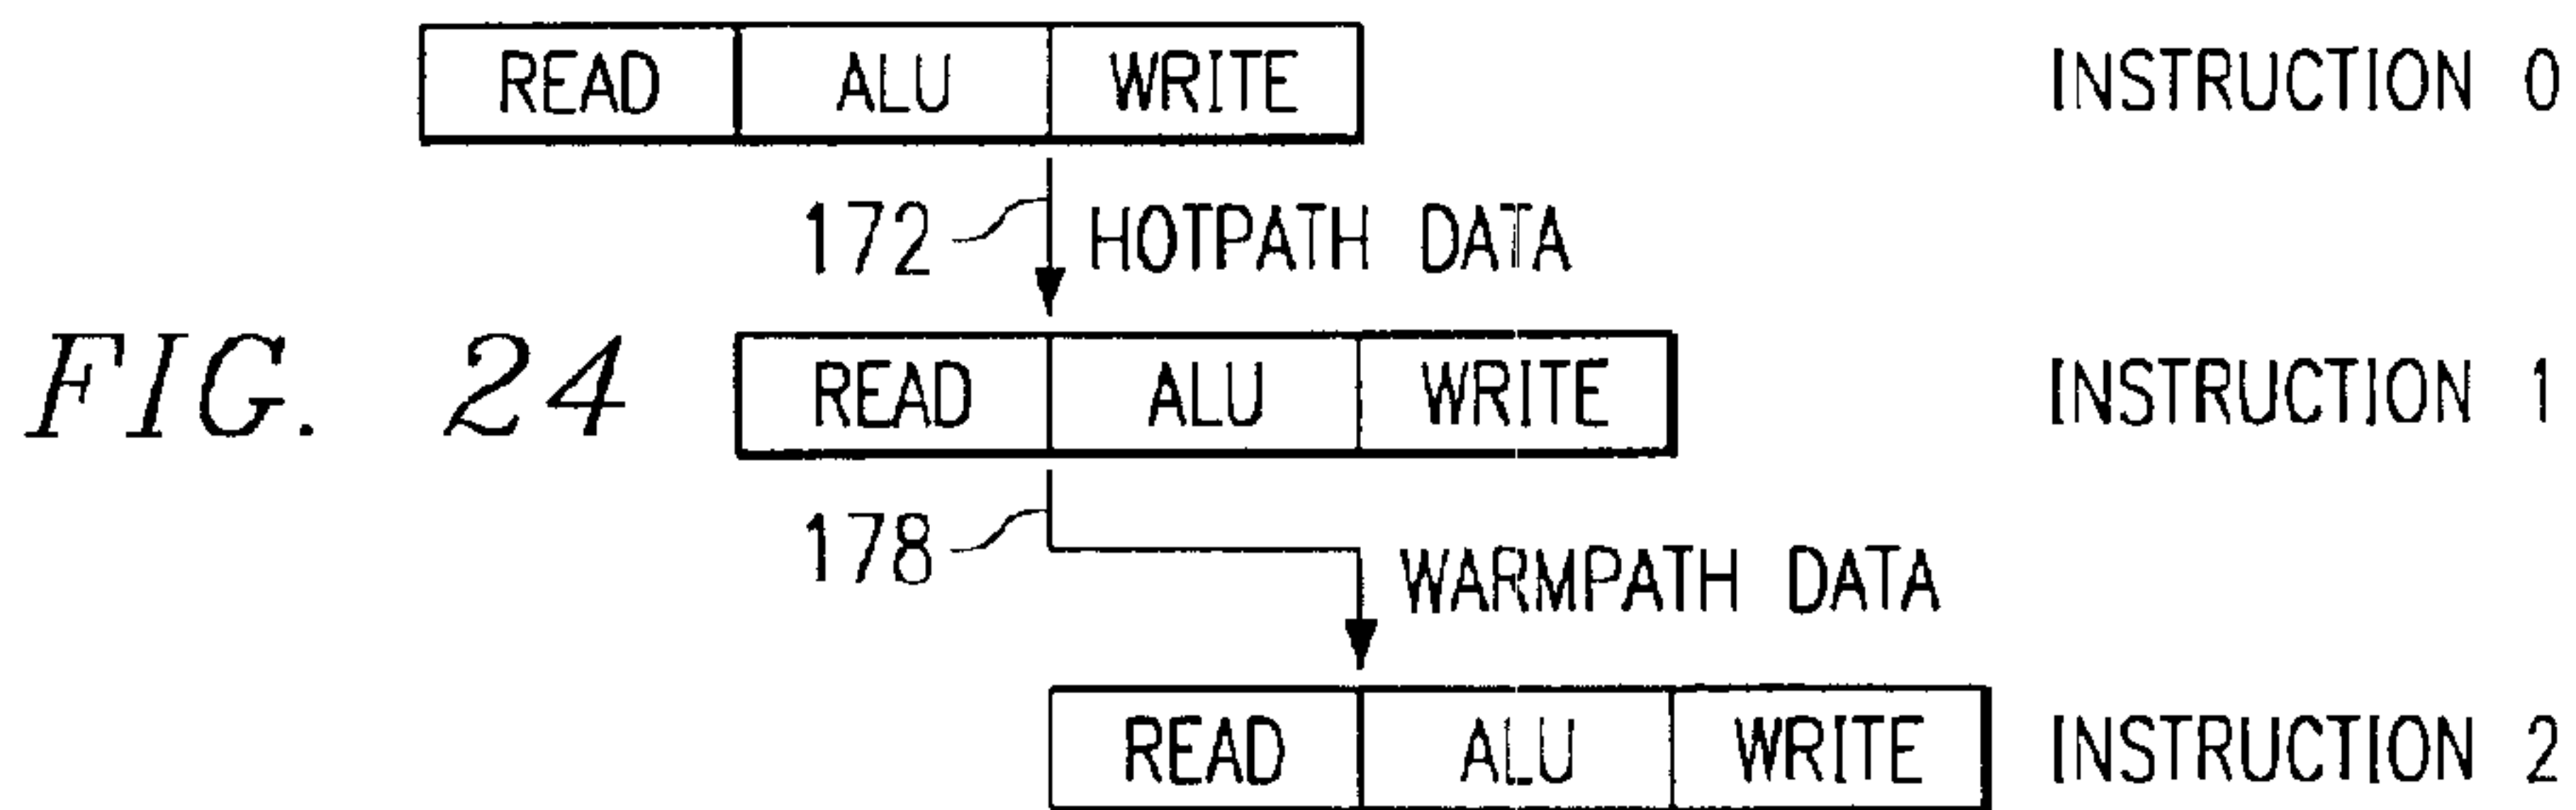 READ ALU WRITE INSTRUCTION 0
172 HOTPATH DATA
FIG. 24 READ ALU WRITE INSTRUCTION 1
178 WARMPATH DATA
READ ALU WRITE INSTRUCTION 2